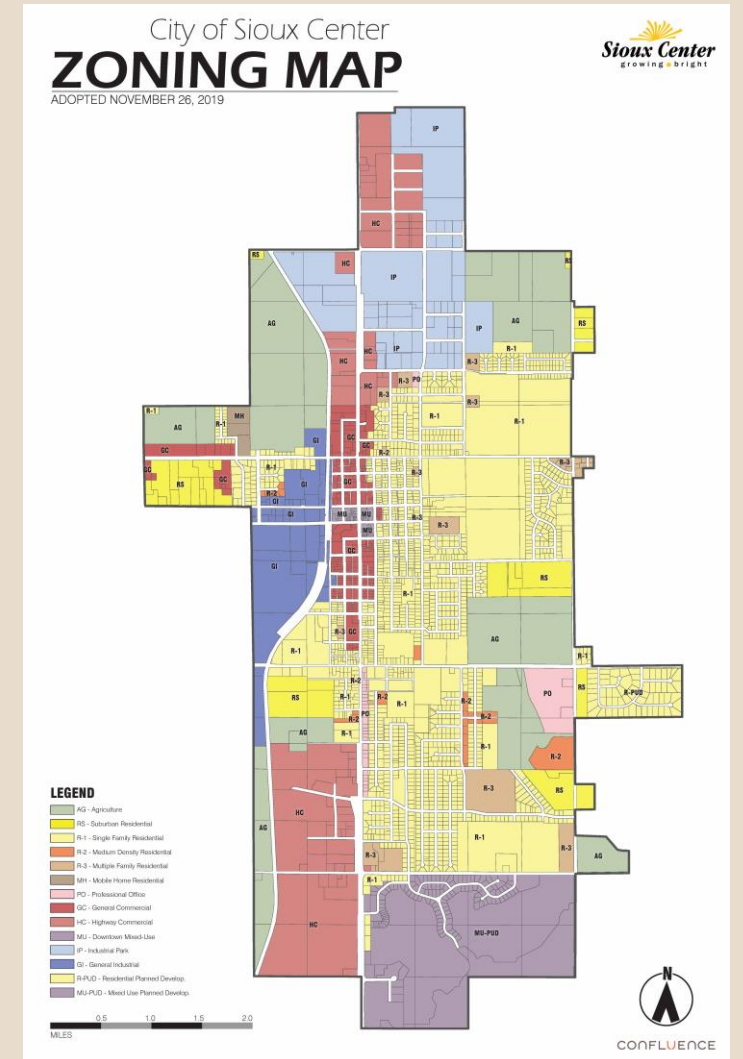 City of Sioux Center
ZONING MAP
ADOPTED NOVEMBER 26, 2019
Sioux Center
growing bright
IP
HC
RS
HC
IP
RS
AG
RS
IP
AG
HC
HC
IP
R-1
R-3
HC
R-3
PO
R-3
R-3
R-1
R-1
MH
R-1
R-1
AG
GC
GI
GC
R-2
GC
R-1
R-3
R-3
GC
RS
GC
GI
GC
R-2
GI
GI
MU
MU
R-3
R-3
MU
GC
GI
RS
R-1
R-3
GC
AG
R-1
R-1
R-2
PO
RS
R-PUD
RS
R-1
R-2
R-1
R-2
PO
R-2
R-2
AG
R-1
R-1
R-2
R-3
RS
HC
AG
R-1
R-3
R-3
AG
R-1
HC
MU-PUD
LEGEND
AG - Agriculture
RS - Suburban Residential
R-1 - Single Family Residential
R-2 - Medium Density Residential
R-3 - Multiple Family Residential
MH - Mobile Home Residential
PO - Professional Office
GC - General Commercial
HC - Highway Commercial
MU - Downtown Mixed-Use
IP - Industrial Park
GI - General Industrial
R-PUD - Residential Planned Develop.
MU-PUD - Mixed Use Planned Develop.
0.5 1.0 1.5 2.0
MILES
N
CONFLUENCE